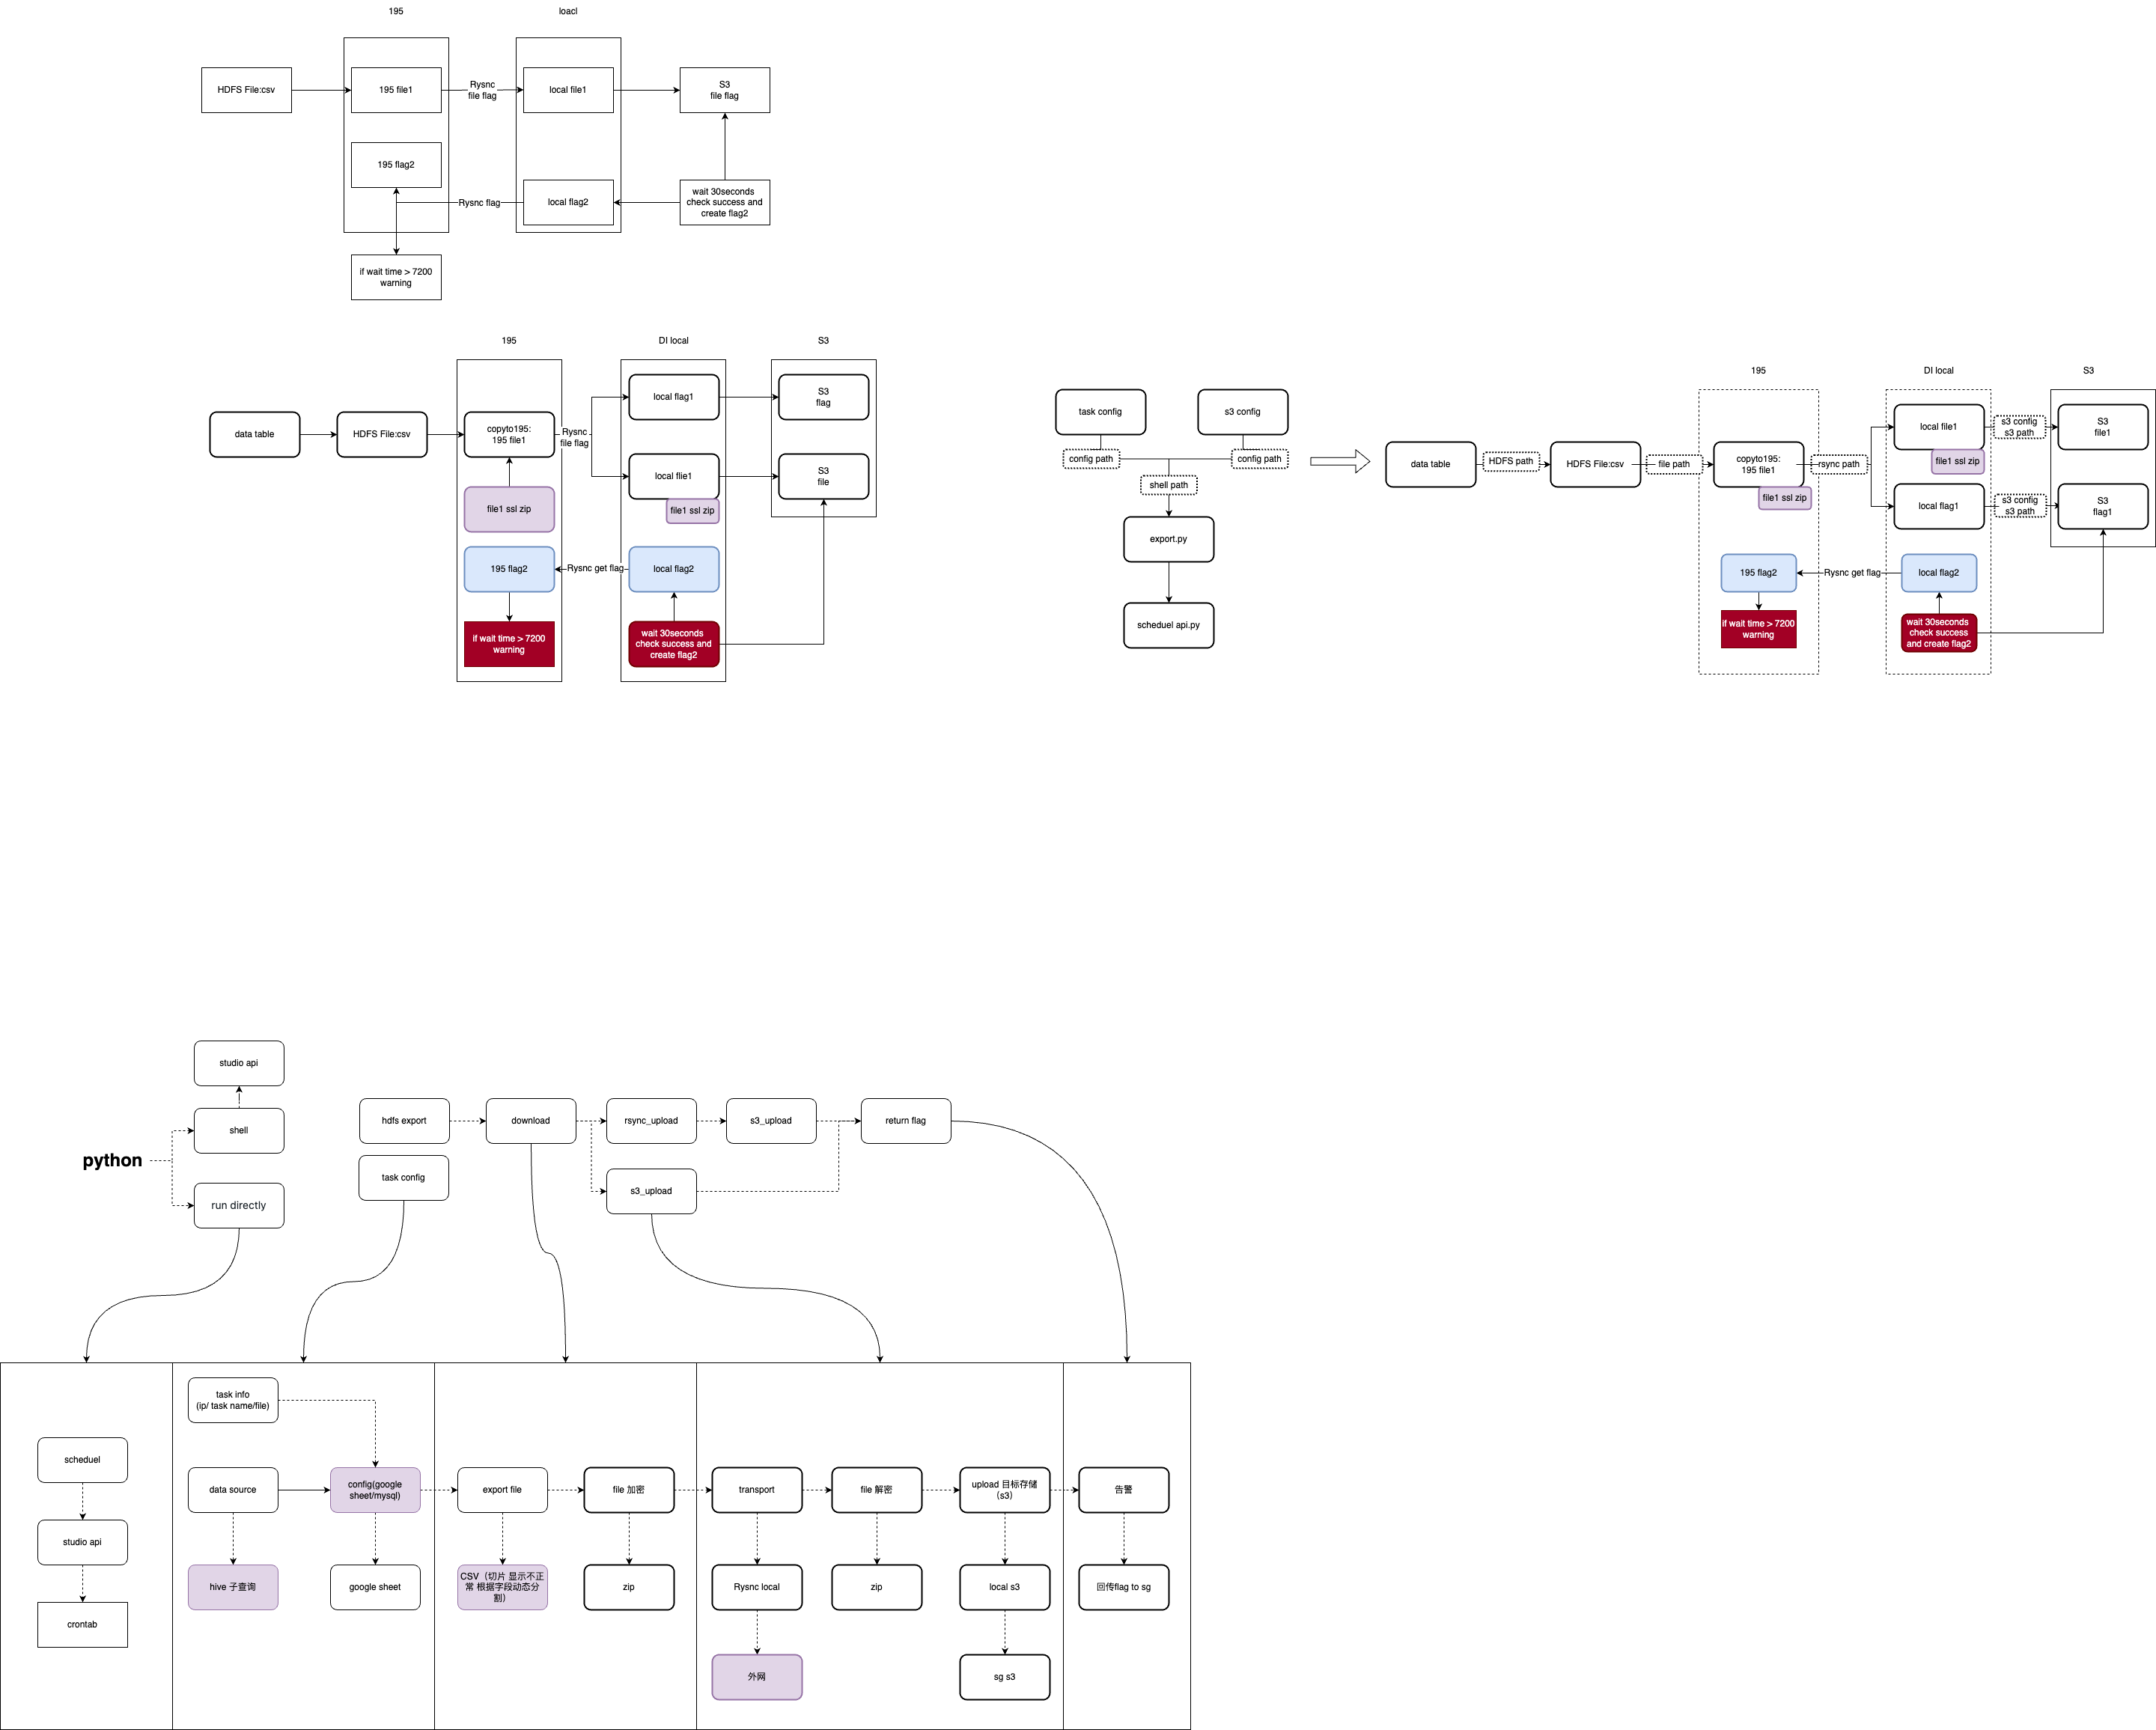 195
loacl
HDFS File:csv
195 file1
Rysnc
file flag
local file1
S3
file flag
195 flag2
Rysnc flag
local flag2
wait 30seconds
check success and
create flag2
if wait time > 7200
warning
195
DI local
S3
data table
HDFS File:csv
copyto195:
195 file1
Rysnc
file flag
local flag1
S3
flag
local flie1
file1 ssl zip
S3
file
file1 ssl zip
195 flag2
Rysnc get flag
local flag2
if wait time > 7200
warning
wait 30seconds
check success and
create flag2
task config
s3 config
config path
config path
shell path
export.py
scheduel api.py
195
DI local
S3
data table
HDFS path
HDFS File:csv
file path
copyto195:
195 file1
file1 ssl zip
rsync path
local file1
file1 ssl zip
s3 config
s3 path
S3
file1
local flag1
s3 config
s3 path
S3
flag1
195 flag2
Rysnc get flag
local flag2
if wait time > 7200
warning
wait 30seconds
check success
and create flag2
studio api
shell
python
run directly
hdfs export
download
rsync_upload
s3_upload
return flag
task config
s3_upload
scheduel
studio api
crontab
task info
(ip/ task name/file)
data source
config(google
sheet/mysql)
hive 子查询
google sheet
export file
file 加密
CSV（切片 显示不正
常 根据字段动态分
割）
zip
transport
file 解密
upload 目标存储
（s3）
Rysnc local
zip
local s3
外网
sg s3
告警
回传flag to sg